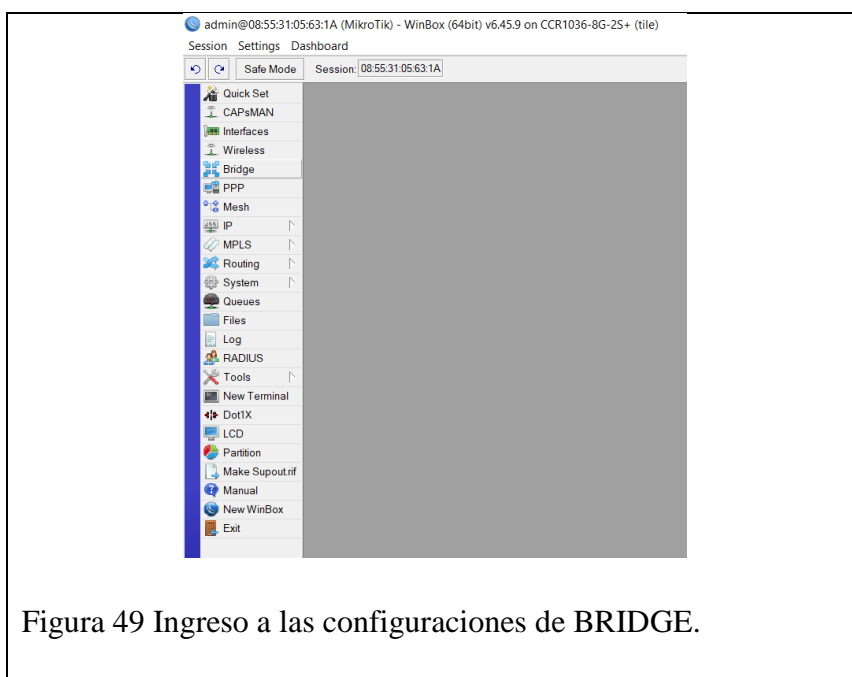 admin@08:55:31:05:63:1A (MikroTik) - WinBox (64bit) v6.45.9 on CCR1036-8G-2S+ (tile)
Session Settings Dashboard
Safe Mode Session: 08:55:31:05:63:1A
Quick Set
CAPsMAN
Interfaces
Wireless
Bridge
PPP
Mesh
IP
MPLS
Routing
System
Queues
Files
Log
RADIUS
Tools
New Terminal
Dot1X
LCD
Partition
Make Supout.rif
Manual
New WinBox
Exit
Figura 49 Ingreso a las configuraciones de BRIDGE.